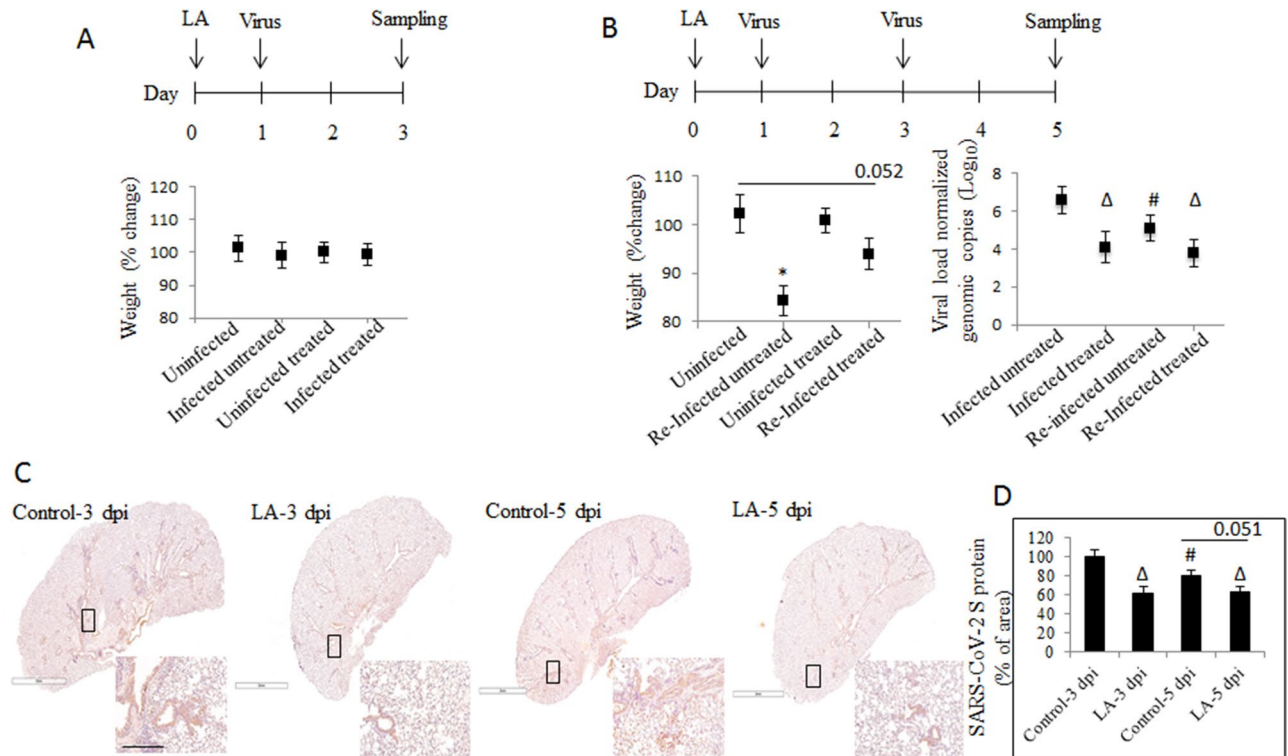 A
LA Virus Sampling
Day
0 1 2 3
Weight (% change)
120
110
100
90
80
Uninfected
Infected untreated
Uninfected treated
Infected treated
B
LA Virus Virus Sampling
Day
0 1 2 3 4 5
Weight (%change)
110
100
90
80
0.052
*
Uninfected
Re-Infected untreated
Uninfected treated
Re-Infected treated
Viral load normalized
genomic copies (Log10)
8
6
4
2
0
Δ # Δ
Infected untreated
Infected treated
Re-infected untreated
Re-Infected treated
C
Control-3 dpi
LA-3 dpi
Control-5 dpi
LA-5 dpi
D
SARS-CoV-2 S protein
(% of area)
120
100
80
60
40
20
0
0.051
Δ # Δ
Control-3 dpi
LA-3 dpi
Control-5 dpi
LA-5 dpi